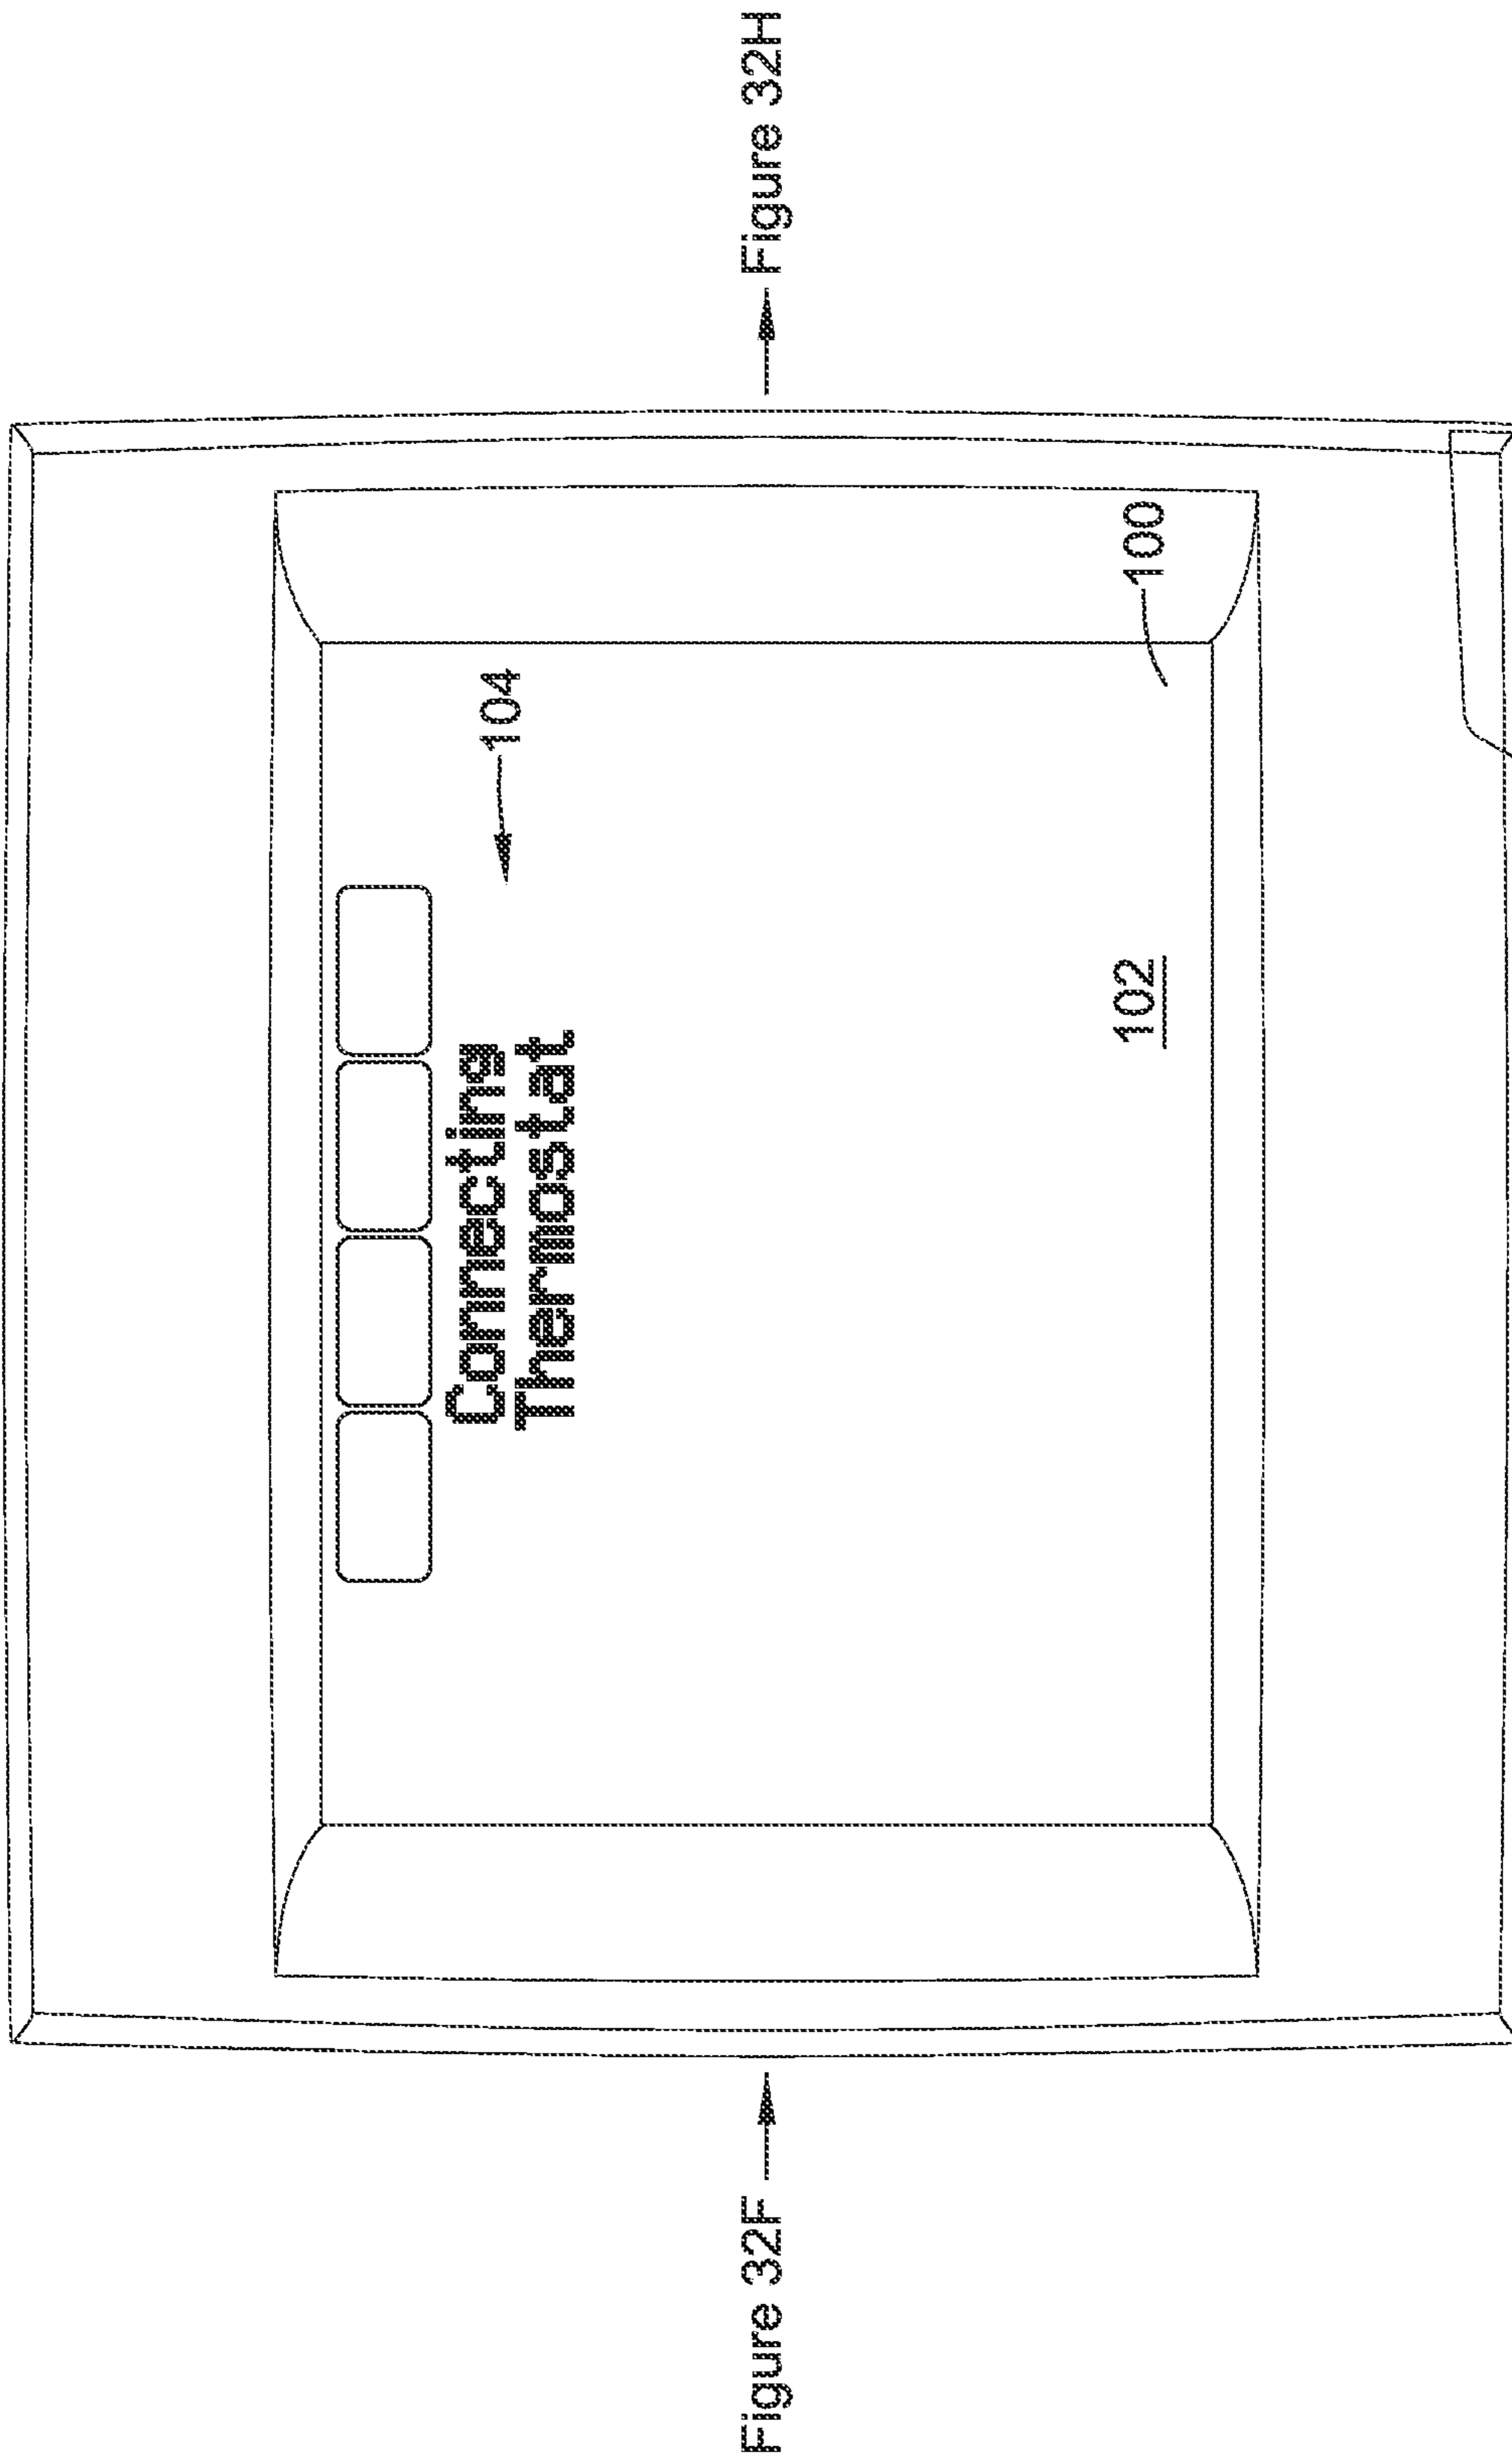 104
Connecting
Thermostat
Figure 32F
Figure 32H
102
100